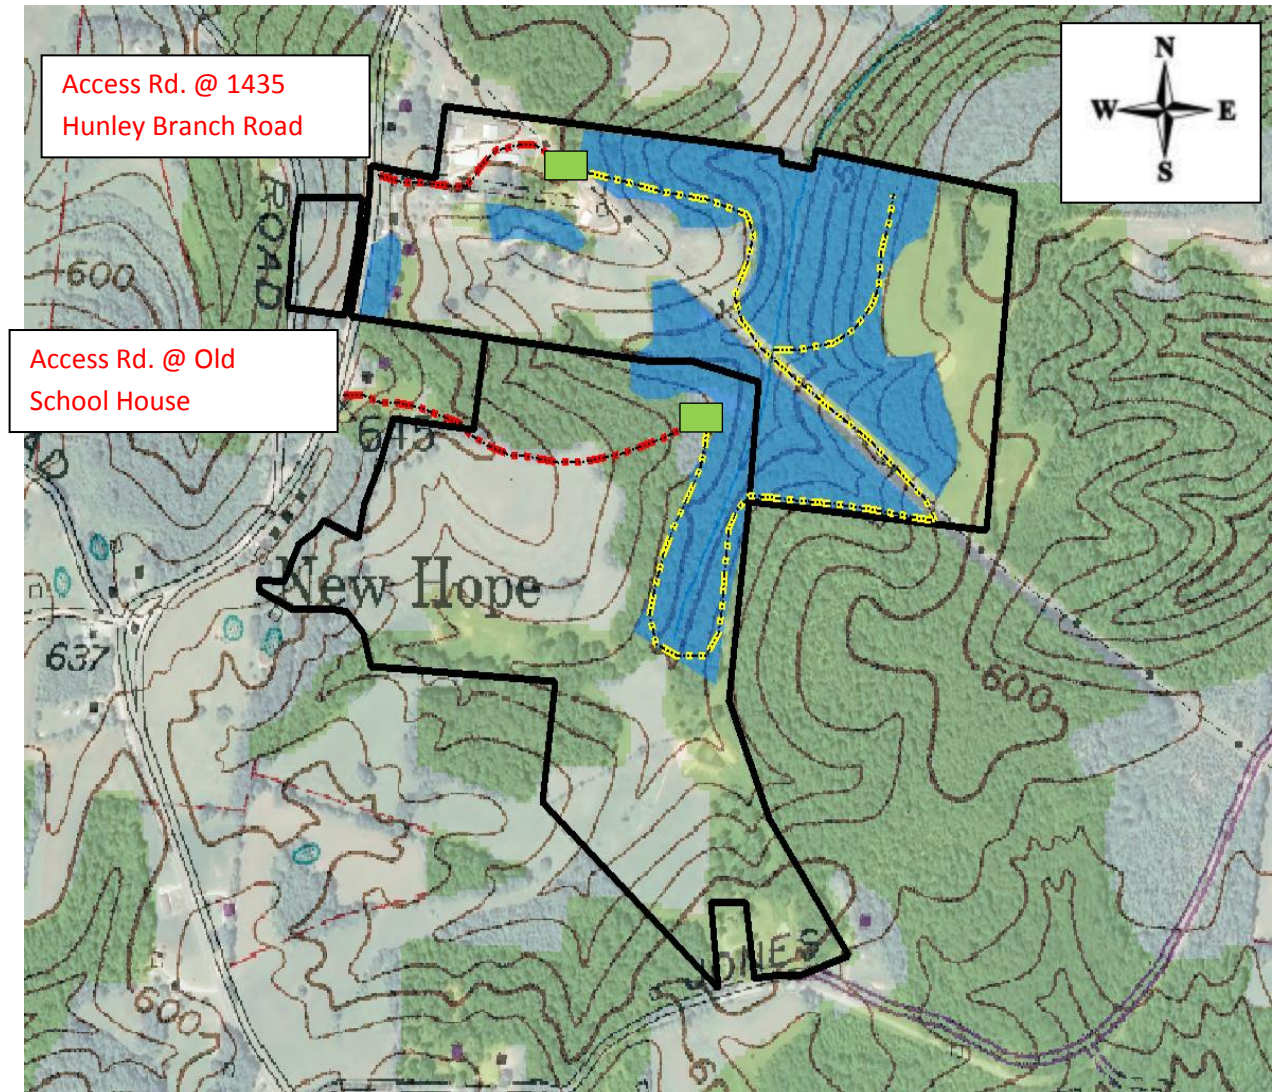 Access Rd. @ 1435
Hunley Branch Road
N
W E
S
ROAD
600
Access Rd. @ Old
School House
645
New Hope
637
600
600
JONES